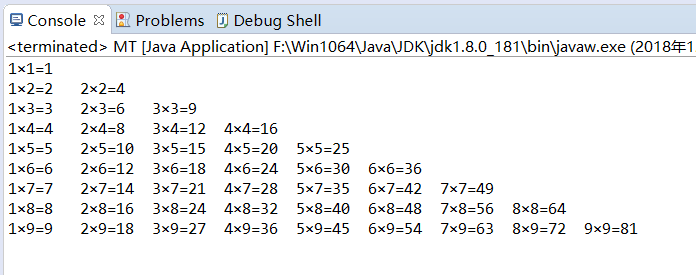 Console Problems Debug Shell
<terminated> MT [Java Application] F:\Win1064\Java\JDK\jdk1.8.0_181\bin\javaw.exe (2018年1
1×1=1
1×2=2 2×2=4
1×3=3 2×3=6 3×3=9
1×4=4 2×4=8 3×4=12 4×4=16
1×5=5 2×5=10 3×5=15 4×5=20 5×5=25
1×6=6 2×6=12 3×6=18 4×6=24 5×6=30 6×6=36
1×7=7 2×7=14 3×7=21 4×7=28 5×7=35 6×7=42 7×7=49
1×8=8 2×8=16 3×8=24 4×8=32 5×8=40 6×8=48 7×8=56 8×8=64
1×9=9 2×9=18 3×9=27 4×9=36 5×9=45 6×9=54 7×9=63 8×9=72 9×9=81